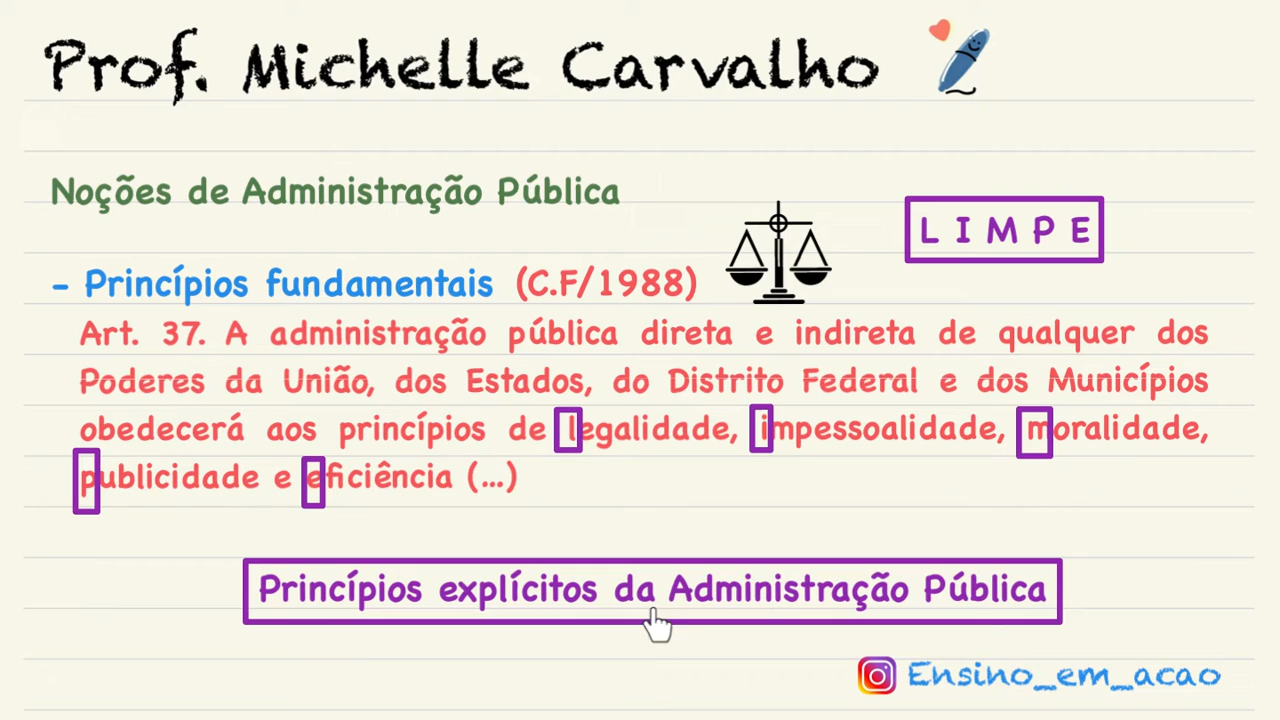 Prof. Michelle Carvalho
Noções de Administração Pública
L I M P E
- Princípios fundamentais (C.F/1988)
Art. 37. A administração pública direta e indireta de qualquer dos
Poderes da União, dos Estados, do Distrito Federal e dos Municípios
obedecerá aos princípios de legalidade, impessoalidade, moralidade,
publicidade e eficiência (...)
Princípios explícitos da Administração Pública
Ensino_em_acao